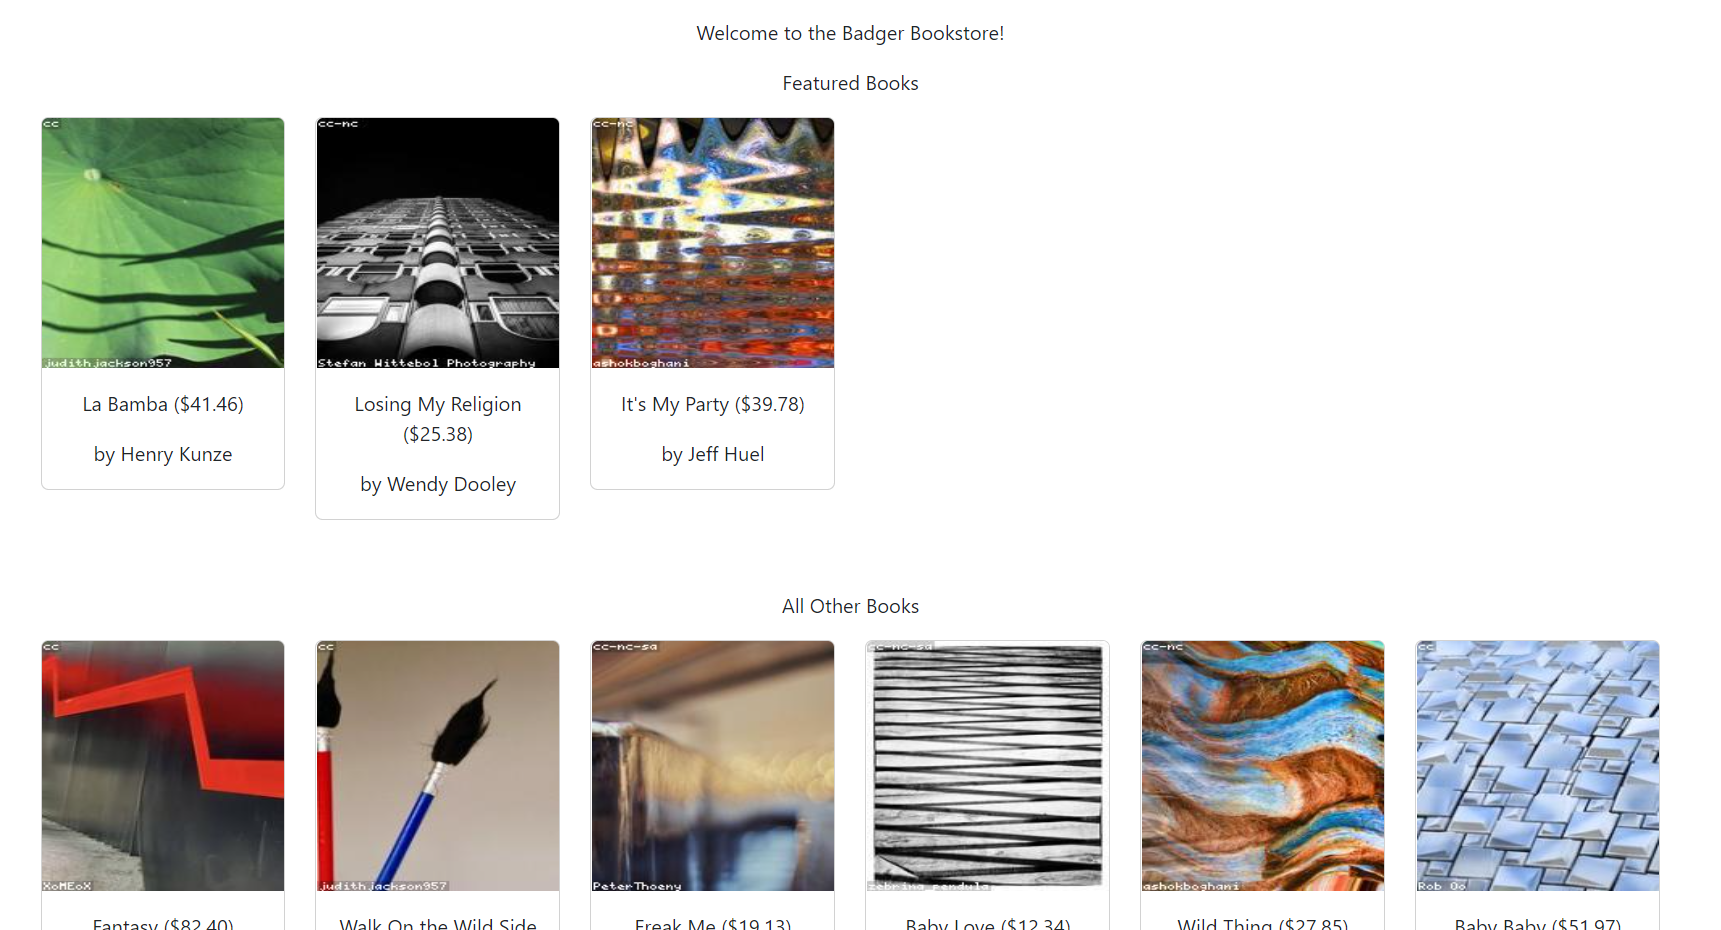 Welcome to the Badger Bookstore!
Featured Books
cc
judith.jackson957
La Bamba ($41.46)
by Henry Kunze
cc-nc
Stefan Wittebol Photography
Losing My Religion
($25.38)
by Wendy Dooley
cc-nc
ashokboghani
It's My Party ($39.78)
by Jeff Huel
All Other Books
cc
XoMEoX
Fantasy ($82.40)
cc
judith.jackson957
Walk On the Wild Side
cc-nc-sa
PeterThoeny
Freak Me ($19.13)
cc-nc-sa
Baby Love ($12.34)
cc-nc
ashokboghani
Wild Thing ($27.85)
cc
Rob Oo
Baby Baby ($51.97)